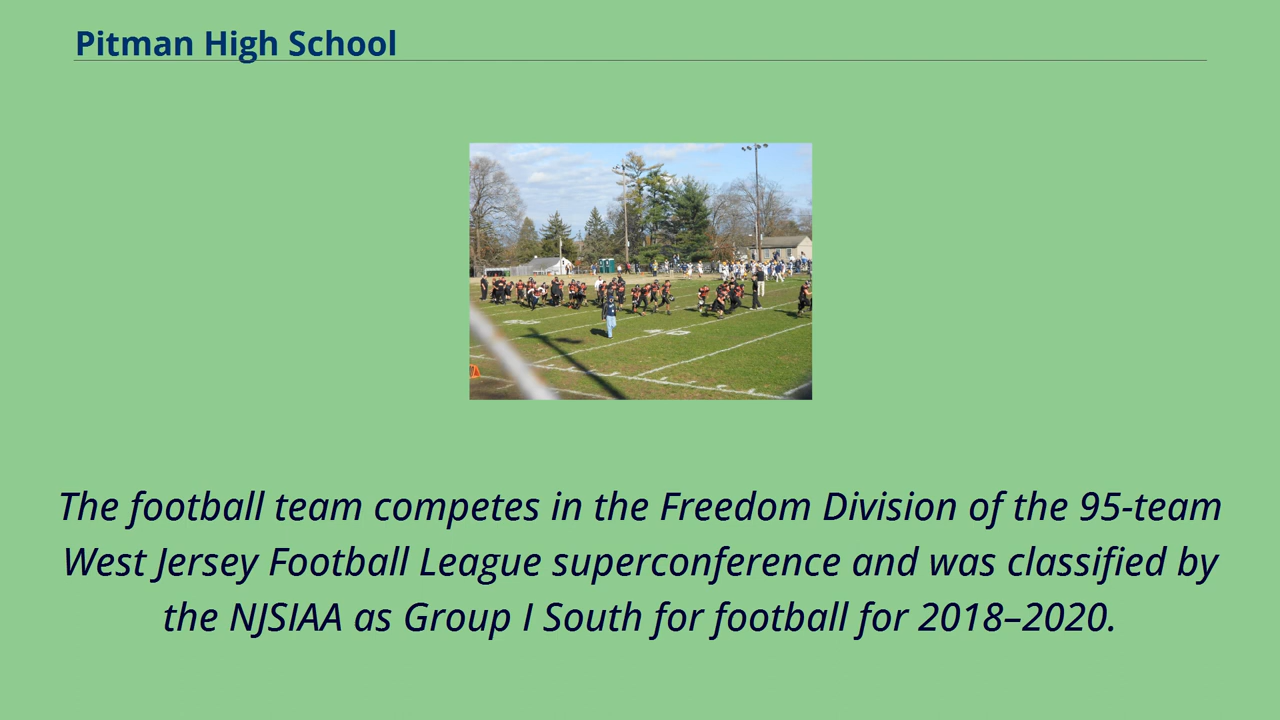 Pitman High School
The football team competes in the Freedom Division of the 95-team
West Jersey Football League superconference and was classified by
the NJSIAA as Group I South for football for 2018–2020.